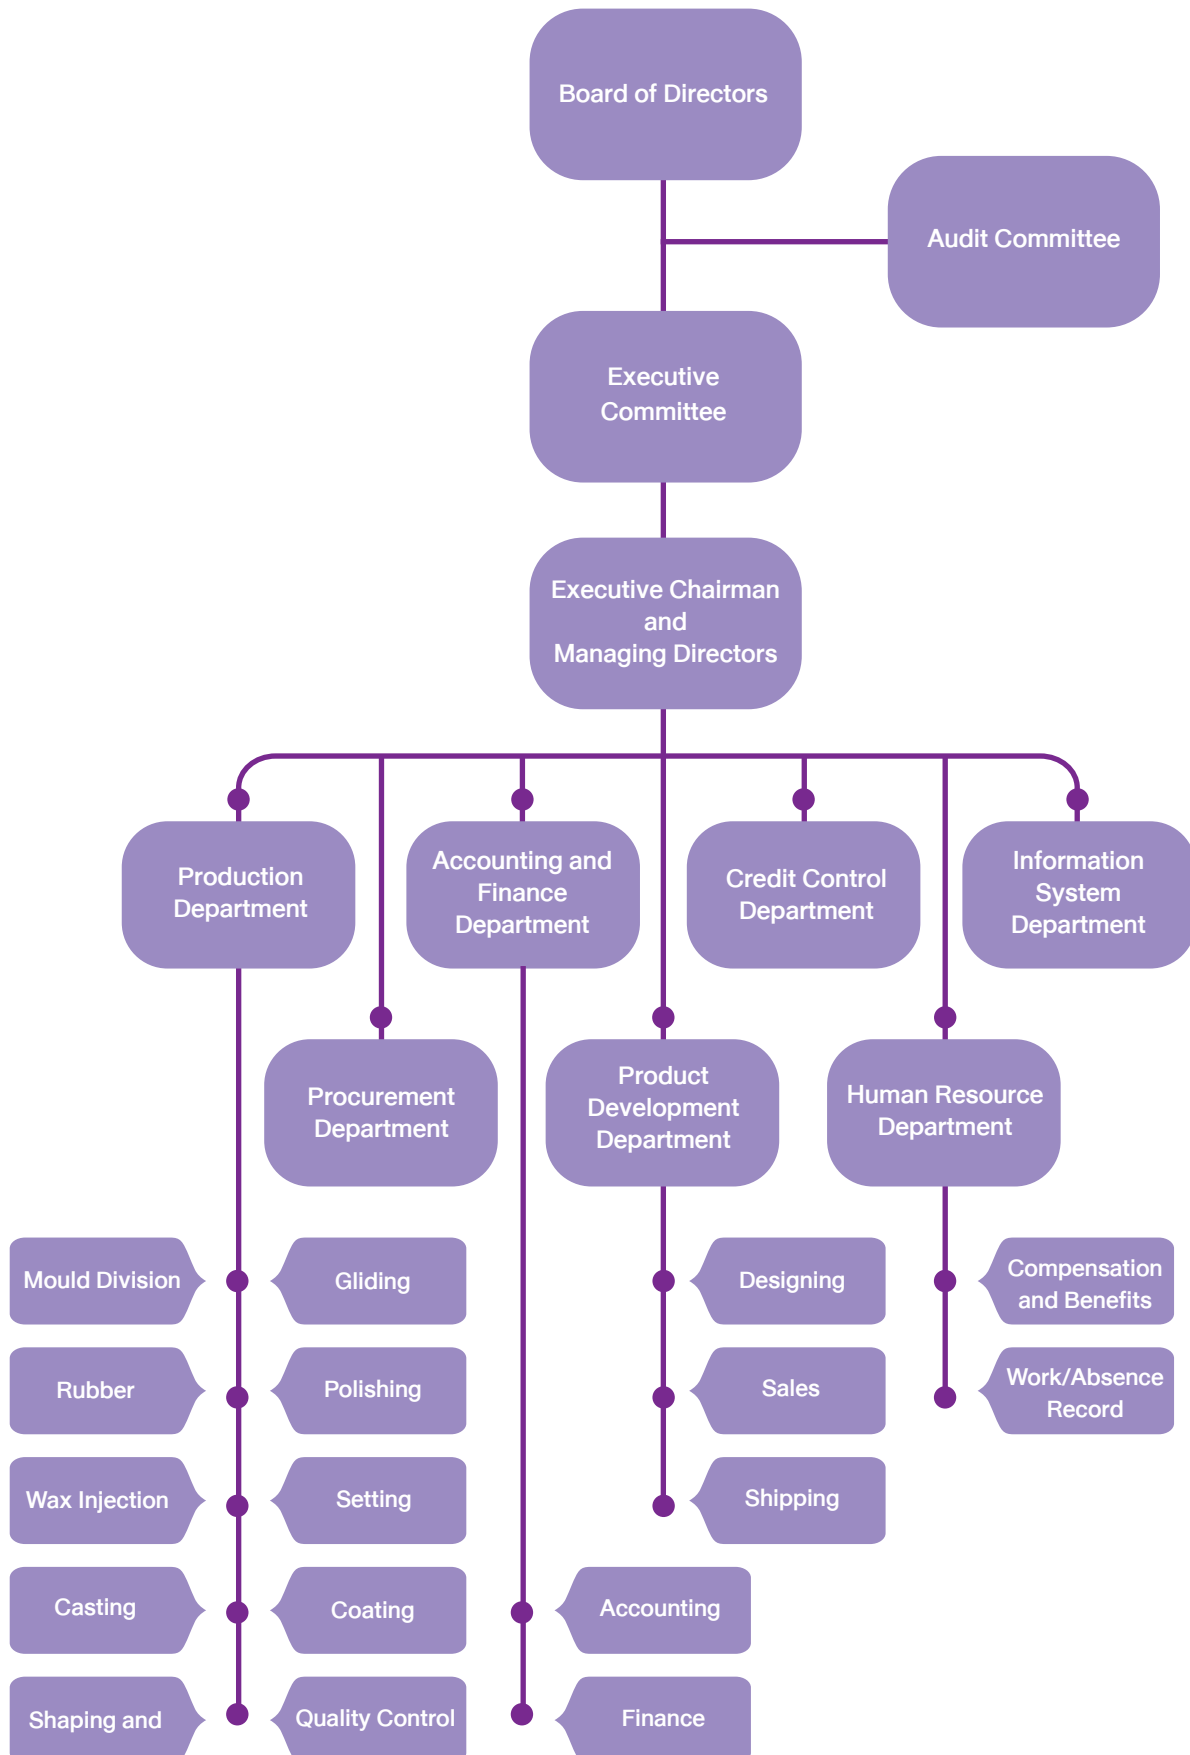 Board of Directors
Audit Committee
Executive
Committee
Executive Chairman
and
Managing Directors
Production
Department
Accounting and
Finance
Department
Credit Control
Department
Information
System
Department
Procurement
Department
Product
Development
Department
Human Resource
Department
Mould Division
Gliding
Designing
Compensation
and Benefits
Rubber
Polishing
Sales
Work/Absence
Record
Wax Injection
Setting
Shipping
Casting
Coating
Accounting
Shaping and
Quality Control
Finance